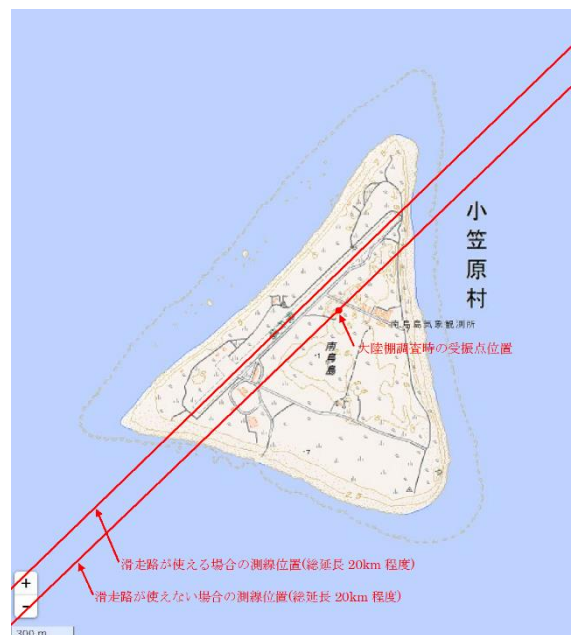 小笠原村
南鳥島気象観測所
大陸棚調査時の受振点位置
南鳥島
滑走路が使える場合の測線位置(総延長 20km 程度)
+
滑走路が使えない場合の測線位置(総延長 20km 程度)
−
300 m